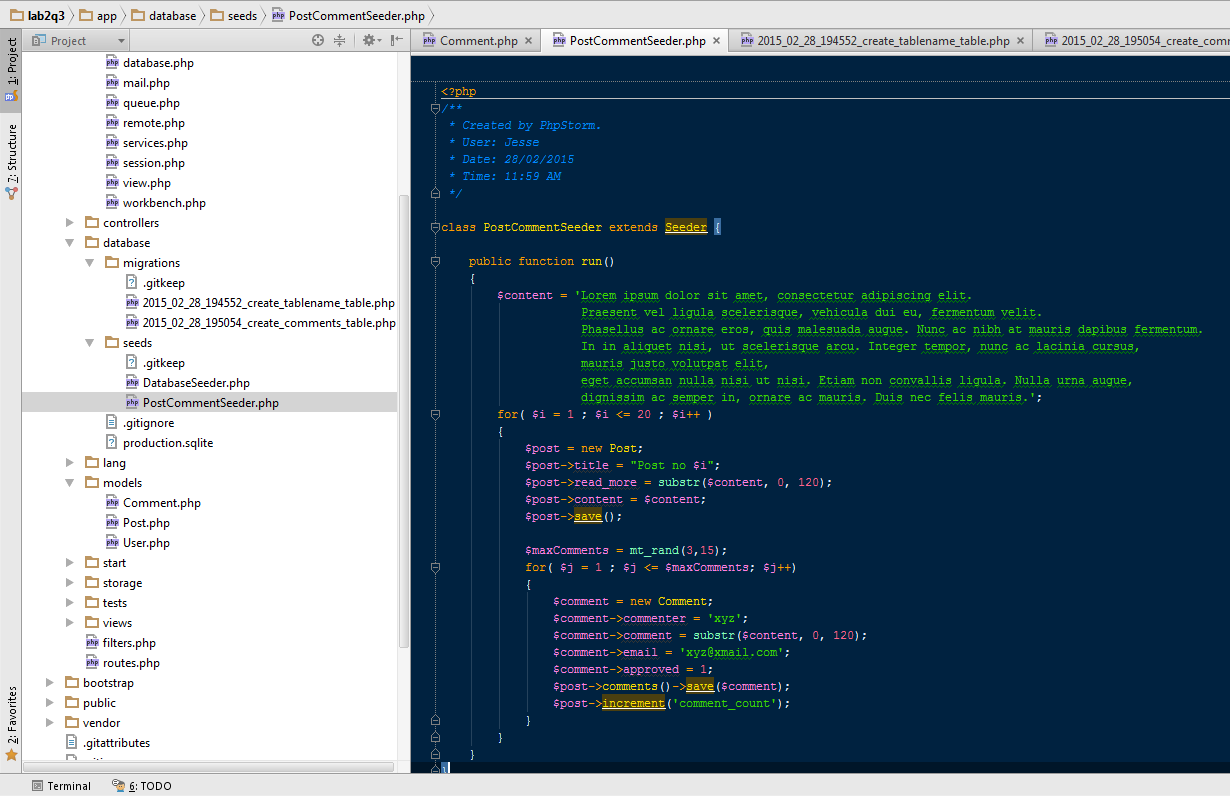 lab2q3 app database seeds PostCommentSeeder.php
Project
Comment.php PostCommentSeeder.php 2015_02_28_194552_create_tablename_table.php 2015_02_28_195054_create_comm
1: Project
7: Structure
2: Favorites
database.php
mail.php
queue.php
remote.php
services.php
session.php
view.php
workbench.php
controllers
database
migrations
.gitkeep
2015_02_28_194552_create_tablename_table.php
2015_02_28_195054_create_comments_table.php
seeds
.gitkeep
DatabaseSeeder.php
PostCommentSeeder.php
.gitignore
production.sqlite
lang
models
Comment.php
Post.php
User.php
start
storage
tests
views
filters.php
routes.php
bootstrap
public
vendor
.gitattributes
<?php
/**
* Created by PhpStorm.
* User: Jesse
* Date: 28/02/2015
* Time: 11:59 AM
*/
class PostCommentSeeder extends Seeder {
public function run()
{
$content = 'Lorem ipsum dolor sit amet, consectetur adipiscing elit.
Praesent vel ligula scelerisque, vehicula dui eu, fermentum velit.
Phasellus ac ornare eros, quis malesuada augue. Nunc ac nibh at mauris dapibus fermentum.
In in aliquet nisi, ut scelerisque arcu. Integer tempor, nunc ac lacinia cursus,
mauris justo volutpat elit,
eget accumsan nulla nisi ut nisi. Etiam non convallis ligula. Nulla urna augue,
dignissim ac semper in, ornare ac mauris. Duis nec felis mauris.';
for( $i = 1 ; $i <= 20 ; $i++ )
{
$post = new Post;
$post->title = "Post no $i";
$post->read_more = substr($content, 0, 120);
$post->content = $content;
$post->save();
$maxComments = mt_rand(3,15);
for( $j = 1 ; $j <= $maxComments; $j++)
{
$comment = new Comment;
$comment->commenter = 'xyz';
$comment->comment = substr($content, 0, 120);
$comment->email = 'xyz@xmail.com';
$comment->approved = 1;
$post->comments()->save($comment);
$post->increment('comment_count');
}
}
}
}
Terminal 6: TODO